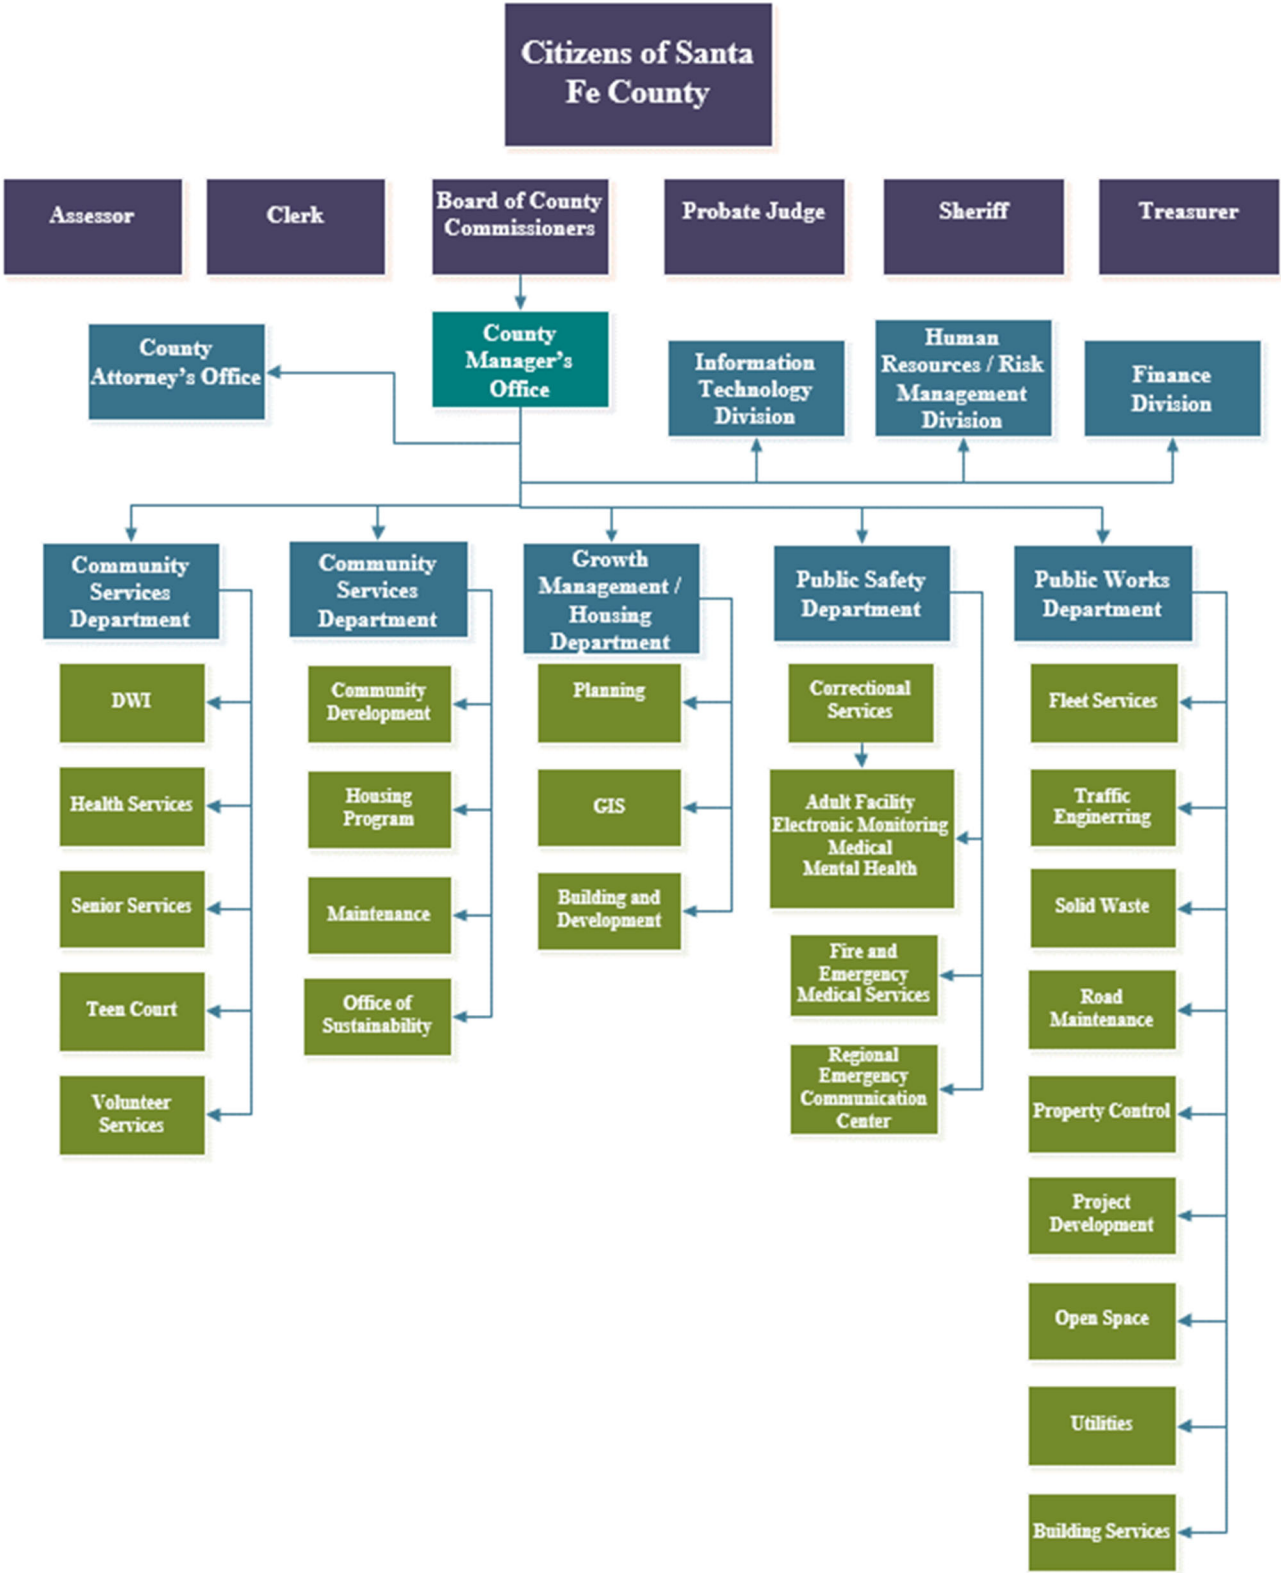 Citizens of Santa
Fe County
Assessor
Clerk
Board of County
Commissioners
Probate Judge
Sheriff
Treasurer
County
Attorney's Office
County
Manager's
Office
Information
Technology
Division
Human
Resources / Risk
Management
Division
Finance
Division
Community
Services
Department
Community
Services
Department
Growth
Management /
Housing
Department
Public Safety
Department
Public Works
Department
DWI
Health Services
Senior Services
Teen Court
Volunteer
Services
Community
Development
Housing
Program
Maintenance
Office of
Sustainability
Planning
GIS
Building and
Development
Correctional
Services
Adult Facility
Electronic Monitoring
Medical
Mental Health
Fire and
Emergency
Medical Services
Regional
Emergency
Communication
Center
Fleet Services
Traffic
Enginerring
Solid Waste
Road
Maintenance
Property Control
Project
Development
Open Space
Utilities
Building Services